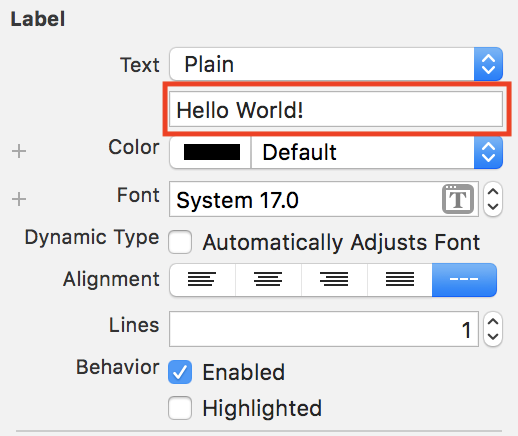 Label
Text Plain
Hello World!
+ Color Default
+ Font System 17.0 T
Dynamic Type Automatically Adjusts Font
Alignment ---
Lines 1
Behavior Enabled
Highlighted